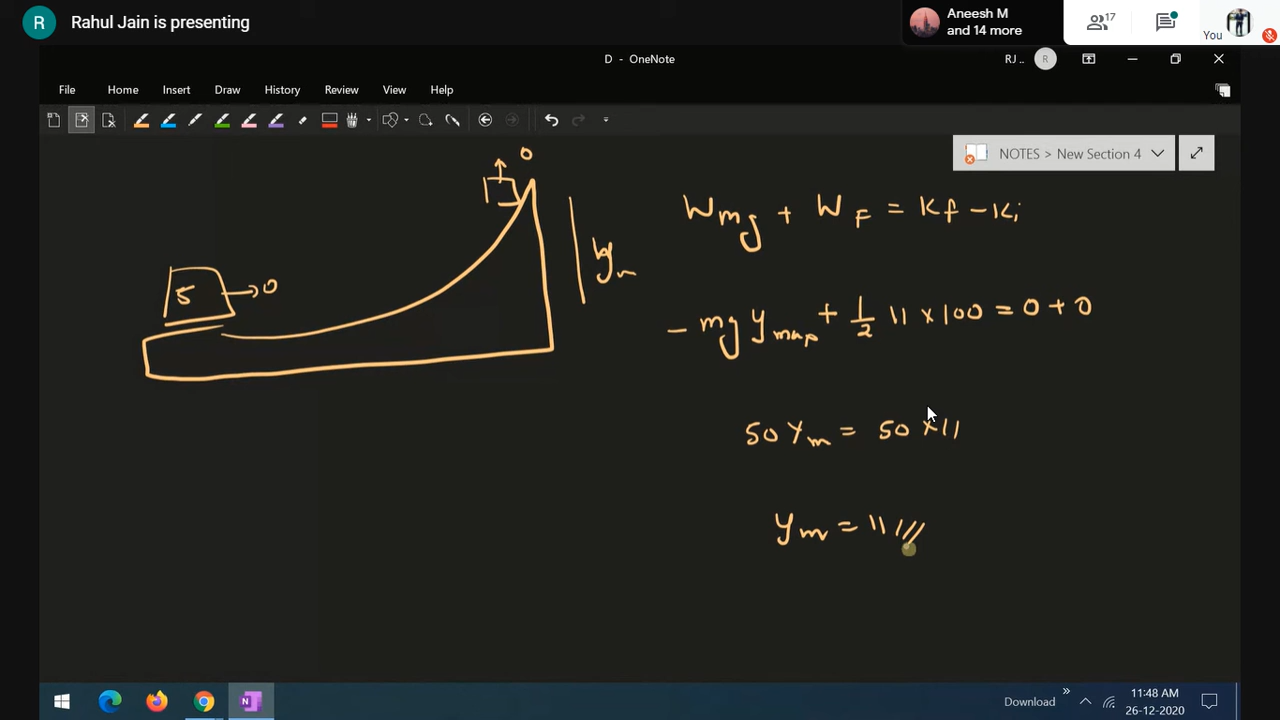 R Rahul Jain is presenting
Aneesh M
and 14 more
17
You
D - OneNote
RJ ..
R
File Home Insert Draw History Review View Help
NOTES > New Section 4
0
5 → 0
Wmg + WF = Kf - Ki
- mg ymax + 1/2 11 × 100 = 0 + 0
50 Ym = 50 × 11
ym = 11
Download
11:48 AM
26-12-2020